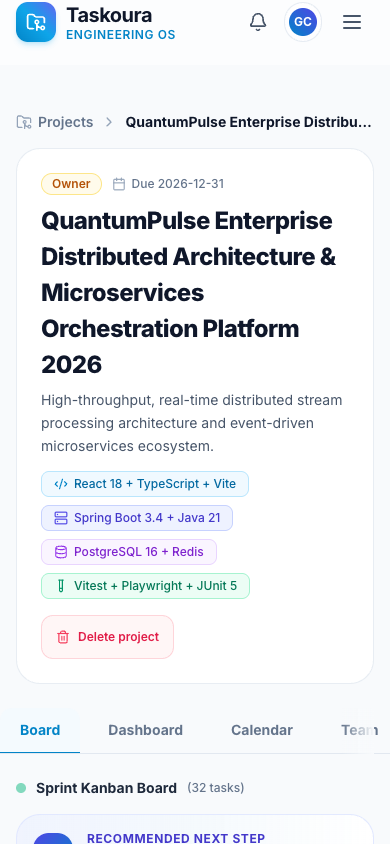 Taskoura
ENGINEERING OS
GC
Projects
QuantumPulse Enterprise Distribu...
Owner
Due 2026-12-31
QuantumPulse Enterprise
Distributed Architecture &
Microservices
Orchestration Platform
2026
High-throughput, real-time distributed stream
processing architecture and event-driven
microservices ecosystem.
React 18 + TypeScript + Vite
Spring Boot 3.4 + Java 21
PostgreSQL 16 + Redis
Vitest + Playwright + JUnit 5
Delete project
Board
Dashboard
Calendar
Team
Sprint Kanban Board (32 tasks)
RECOMMENDED NEXT STEP